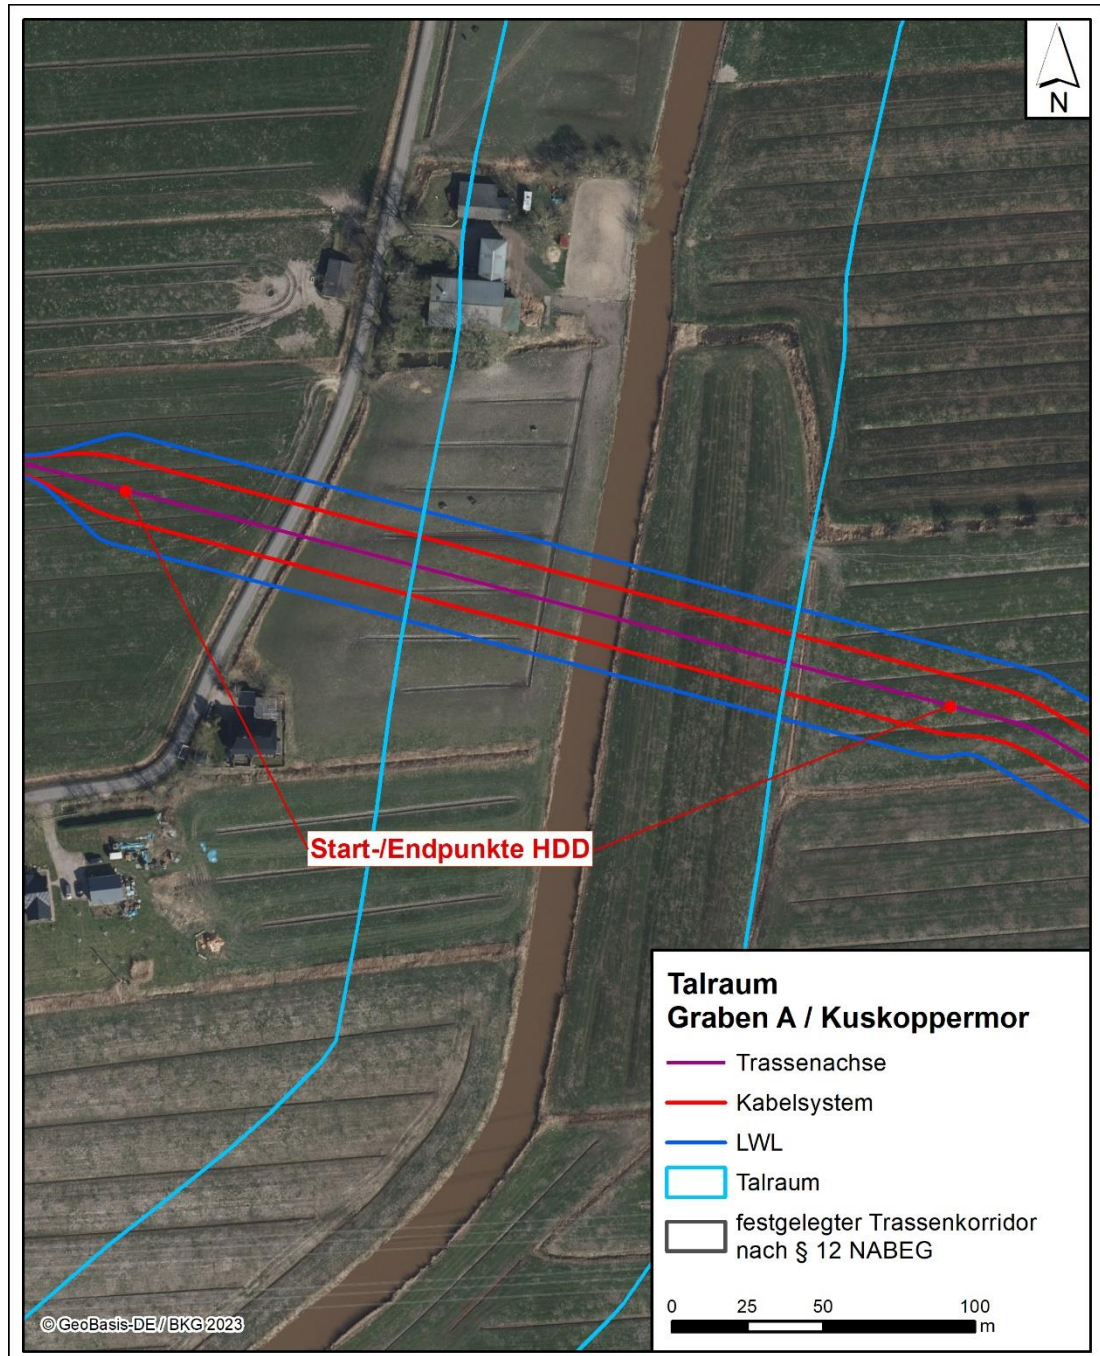 N
Start-/Endpunkte HDD
Talraum
Graben A / Kuskoppermor
Trassenachse
Kabelsystem
LWL
Talraum
festgelegter Trassenkorridor
nach § 12 NABEG
0 25 50 100
m
© GeoBasis-DE / BKG 2023